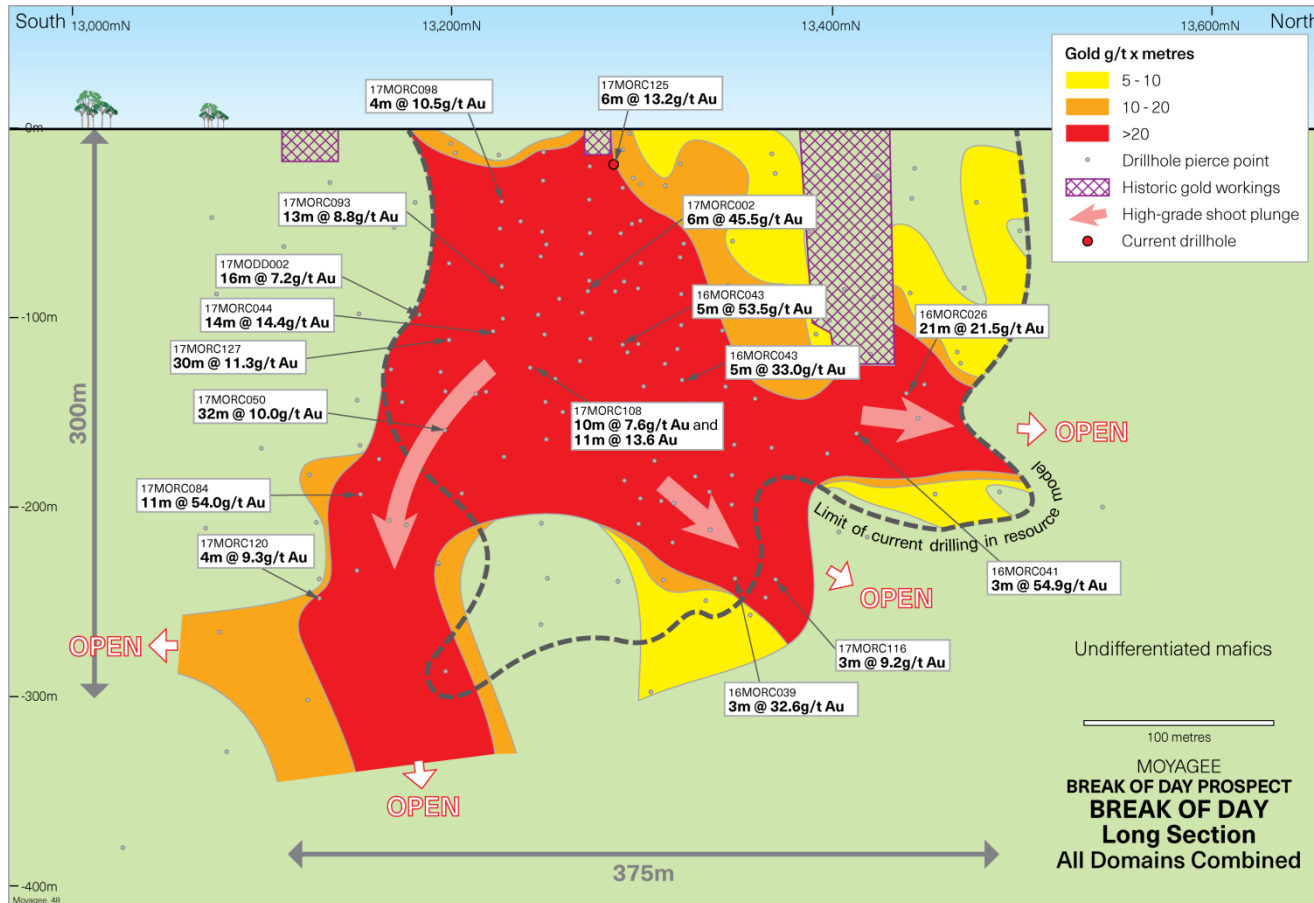 South
13,000mN
13,200mN
13,400mN
13,600mN
North
Gold g/t x metres
5 - 10
10 - 20
>20
Drillhole pierce point
Historic gold workings
High-grade shoot plunge
Current drillhole
17MORC098
4m @ 10.5g/t Au
17MORC125
6m @ 13.2g/t Au
-0m
17MORC093
13m @ 8.8g/t Au
17MORC002
6m @ 45.5g/t Au
17MODD002
16m @ 7.2g/t Au
17MORC044
14m @ 14.4g/t Au
16MORC043
5m @ 53.5g/t Au
16MORC026
21m @ 21.5g/t Au
-100m
17MORC127
30m @ 11.3g/t Au
16MORC043
5m @ 33.0g/t Au
17MORC050
32m @ 10.0g/t Au
17MORC108
10m @ 7.6g/t Au and
11m @ 13.6 Au
OPEN
300m
17MORC084
11m @ 54.0g/t Au
-200m
Limit of current drilling in resource model
17MORC120
4m @ 9.3g/t Au
16MORC041
3m @ 54.9g/t Au
OPEN
OPEN
17MORC116
3m @ 9.2g/t Au
Undifferentiated mafics
16MORC039
3m @ 32.6g/t Au
-300m
100 metres
OPEN
MOYAGEE
BREAK OF DAY PROSPECT
BREAK OF DAY
Long Section
All Domains Combined
375m
-400m
Moyagee_48